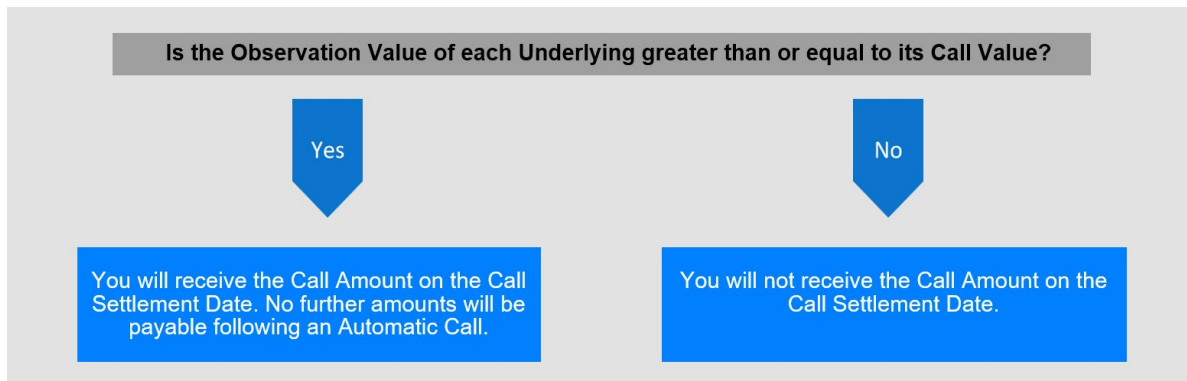 Is the Observation Value of each Underlying greater than or equal to its Call Value?
Yes
No
You will receive the Call Amount on the Call
Settlement Date. No further amounts will be
payable following an Automatic Call.
You will not receive the Call Amount on the
Call Settlement Date.